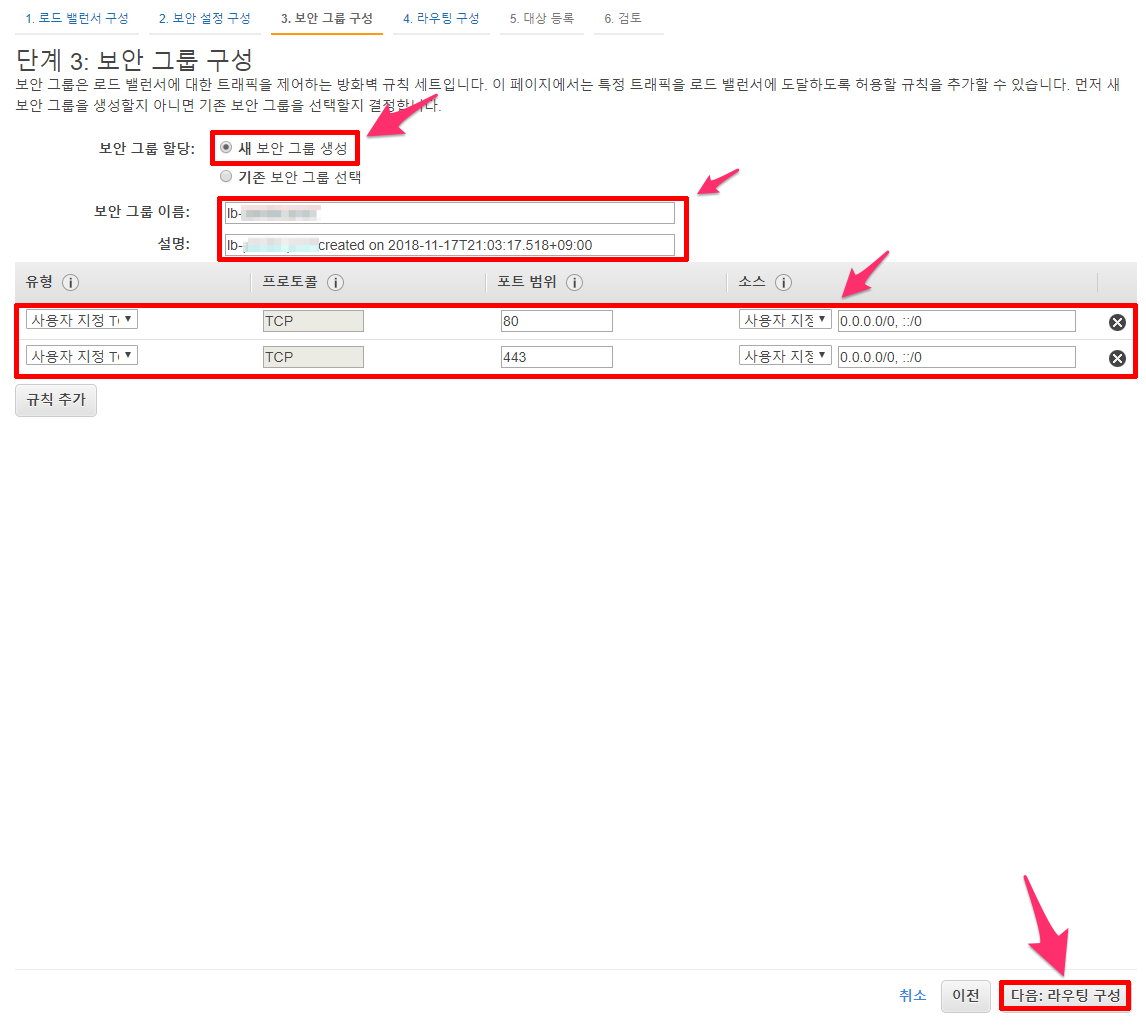 1. 로드 밸런서 구성 2. 보안 설정 구성 3. 보안 그룹 구성 4. 라우팅 구성 5. 대상 등록 6. 검토
단계 3: 보안 그룹 구성
보안 그룹은 로드 밸런서에 대한 트래픽을 제어하는 방화벽 규칙 세트입니다. 이 페이지에서는 특정 트래픽을 로드 밸런서에 도달하도록 허용할 규칙을 추가할 수 있습니다. 먼저 새
보안 그룹을 생성할지 아니면 기존 보안 그룹을 선택할지 결정합니다.
보안 그룹 할당: 새 보안 그룹 생성
기존 보안 그룹 선택
보안 그룹 이름: lb-
설명: lb- created on 2018-11-17T21:03:17.518+09:00
유형 i 프로토콜 i 포트 범위 i 소스 i
사용자 지정 TCP 80 사용자 지정 0.0.0.0/0, ::/0
사용자 지정 TCP 443 사용자 지정 0.0.0.0/0, ::/0
규칙 추가
취소 이전 다음: 라우팅 구성